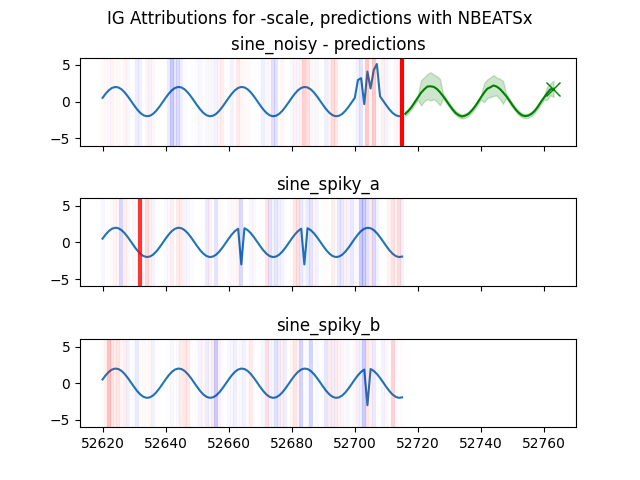 IG Attributions for -scale, predictions with NBEATSx
sine_noisy - predictions
5
0
−5
sine_spiky_a
5
0
−5
sine_spiky_b
5
0
−5
52620 52640 52660 52680 52700 52720 52740 52760